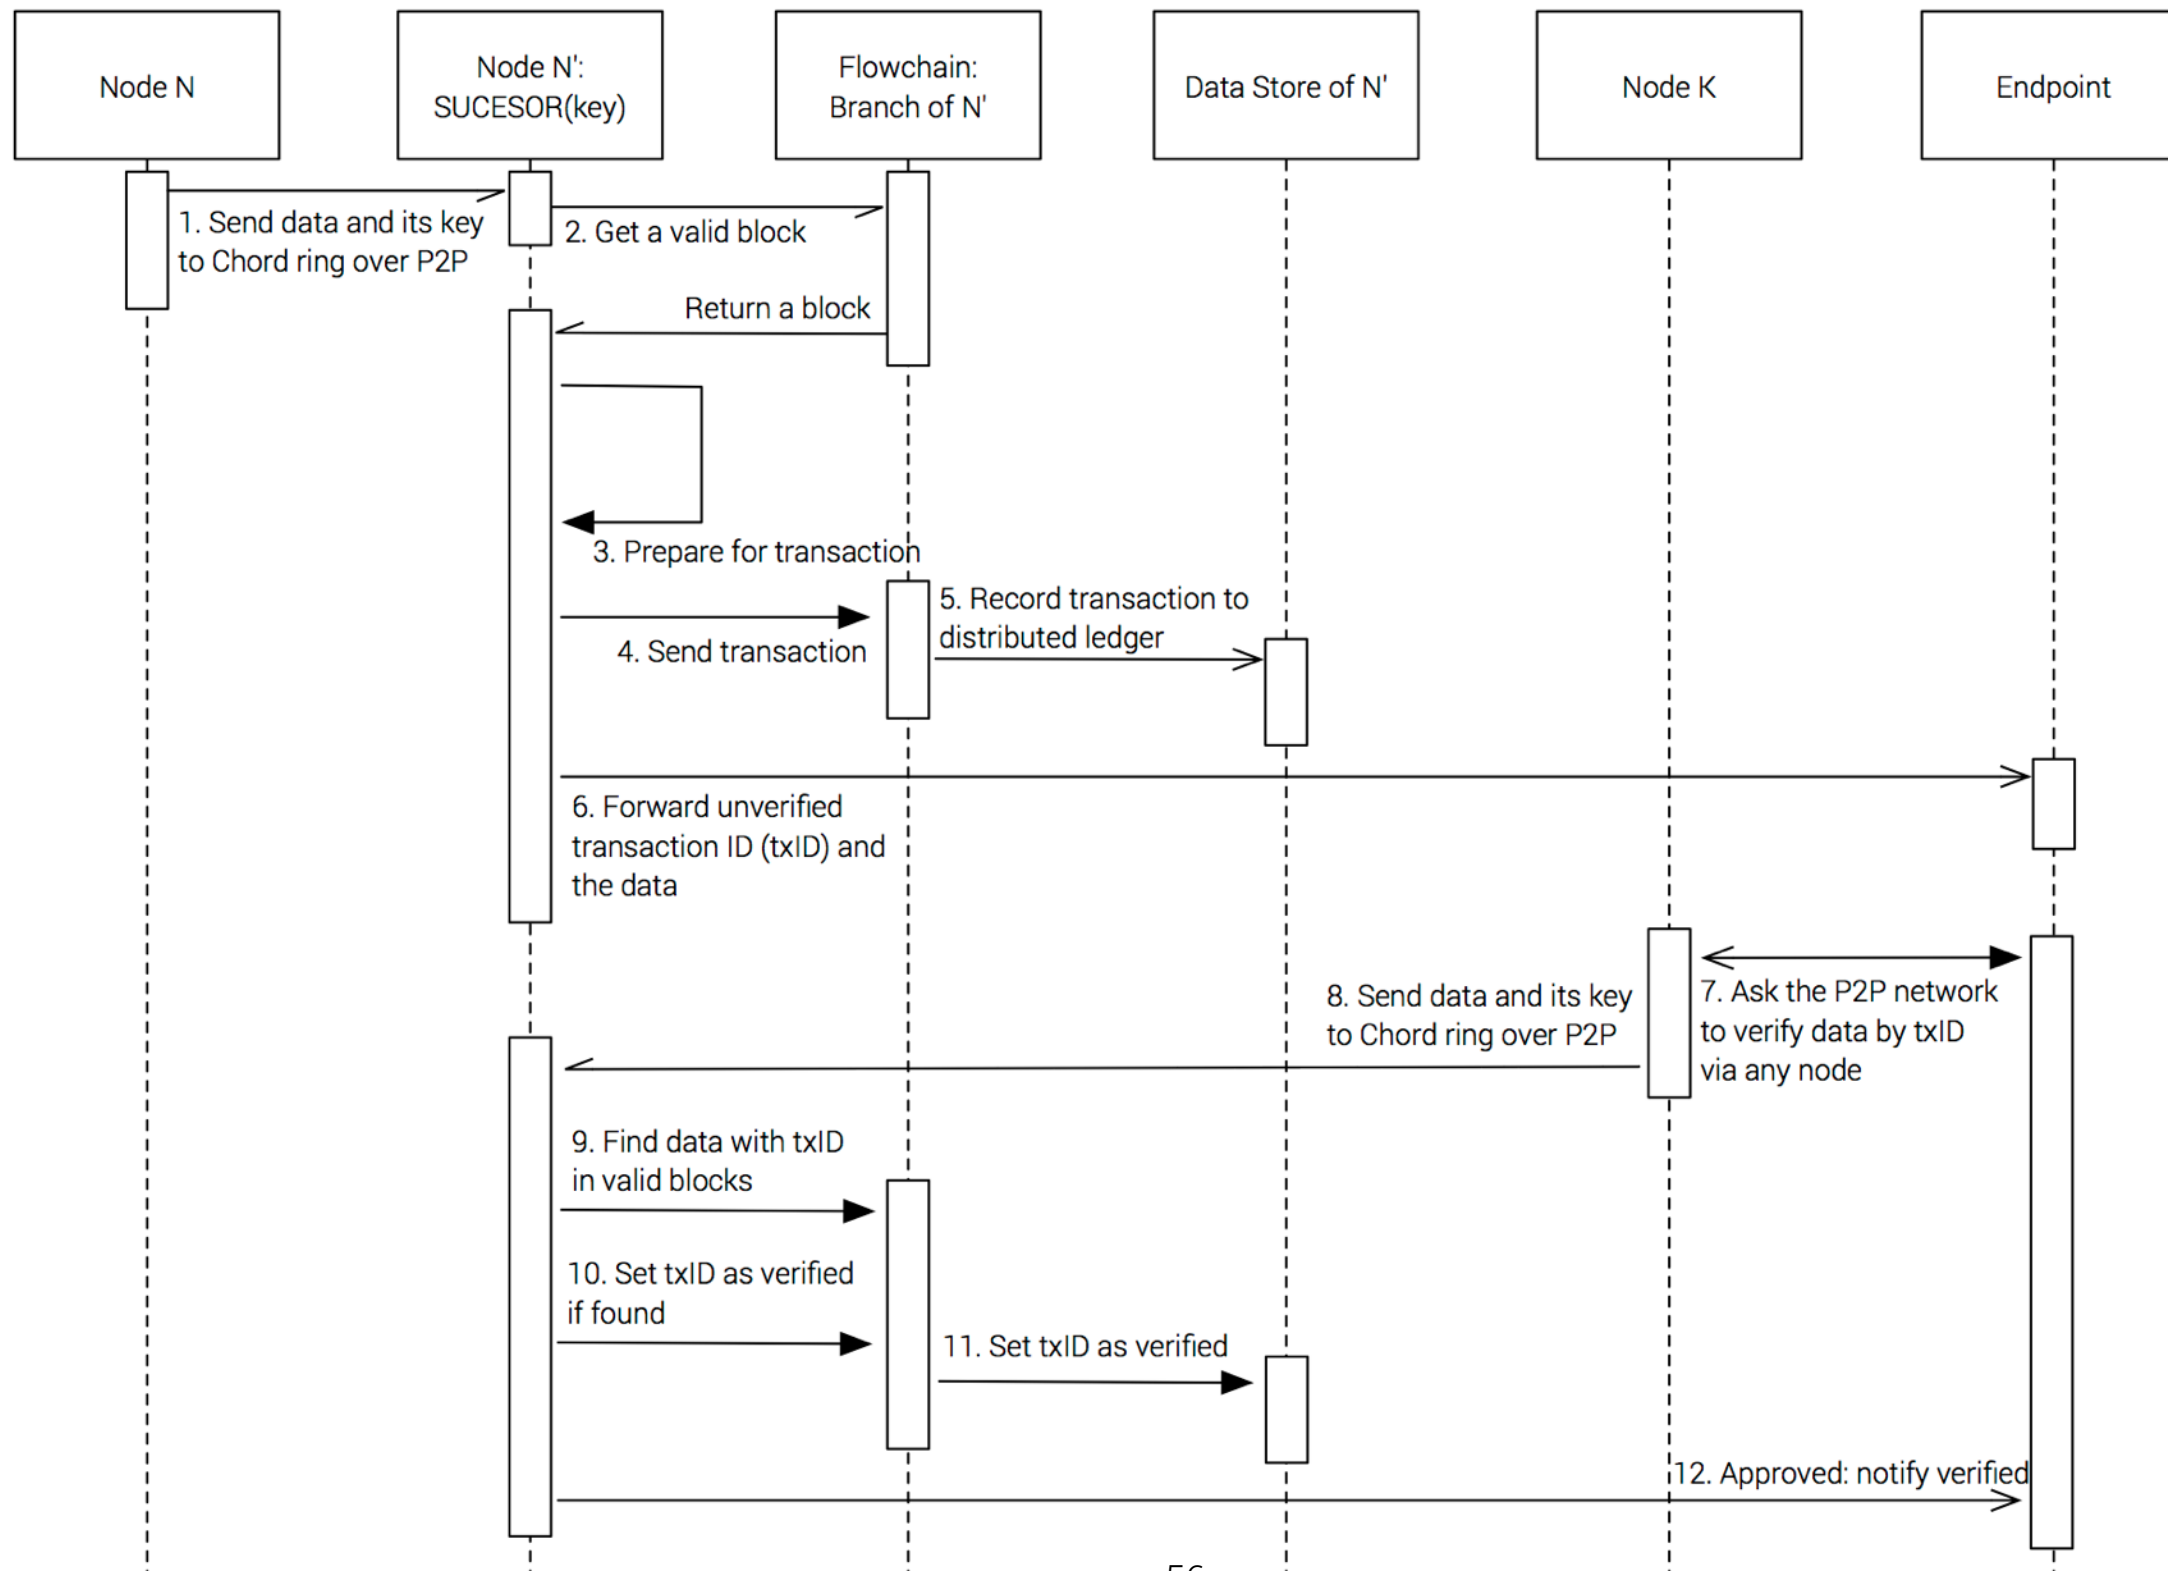 Node N
Node N':
SUCESOR(key)
Flowchain:
Branch of N'
Data Store of N'
Node K
Endpoint
1. Send data and its key
to Chord ring over P2P
2. Get a valid block
Return a block
3. Prepare for transaction
4. Send transaction
5. Record transaction to
distributed ledger
6. Forward unverified
transaction ID (txID) and
the data
7. Ask the P2P network
to verify data by txID
via any node
8. Send data and its key
to Chord ring over P2P
9. Find data with txID
in valid blocks
10. Set txID as verified
if found
11. Set txID as verified
12. Approved: notify verified